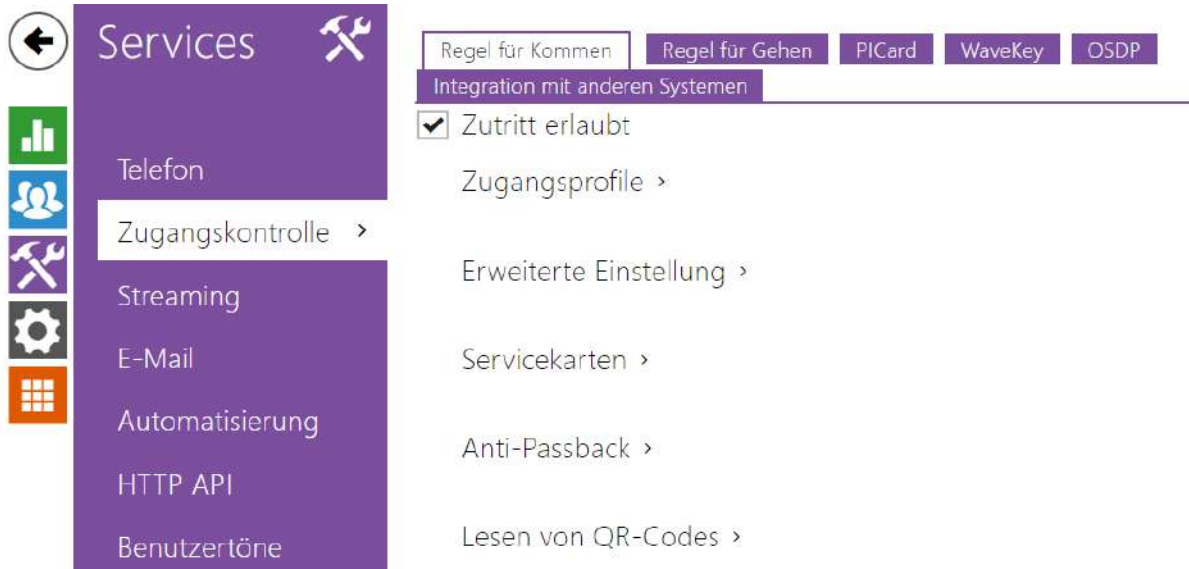 Services
Telefon
Zugangskontrolle >
Streaming
E-Mail
Automatisierung
HTTP API
Benutzertöne
Regel für Kommen Regel für Gehen PICard WaveKey OSDP
Integration mit anderen Systemen
Zutritt erlaubt
Zugangsprofile >
Erweiterte Einstellung >
Servicekarten >
Anti-Passback >
Lesen von QR-Codes >